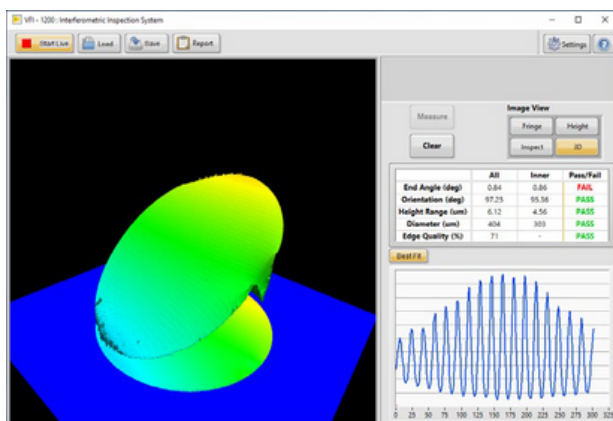 VFI - 1200 : Interferometric Inspection System
Start Live Load Save Report Settings
Image View
Measure Fringe Height
Clear Inspect 3D
All Inner Pass/Fail
End Angle (deg) 0.84 0.86 FAIL
Orientation (deg) 97.25 95.36 PASS
Height Range (um) 6.12 4.56 PASS
Diameter (um) 404 303 PASS
Edge Quality (%) 71 - PASS
Best Fit
0 25 50 75 100 125 150 175 200 225 250 275 300 325